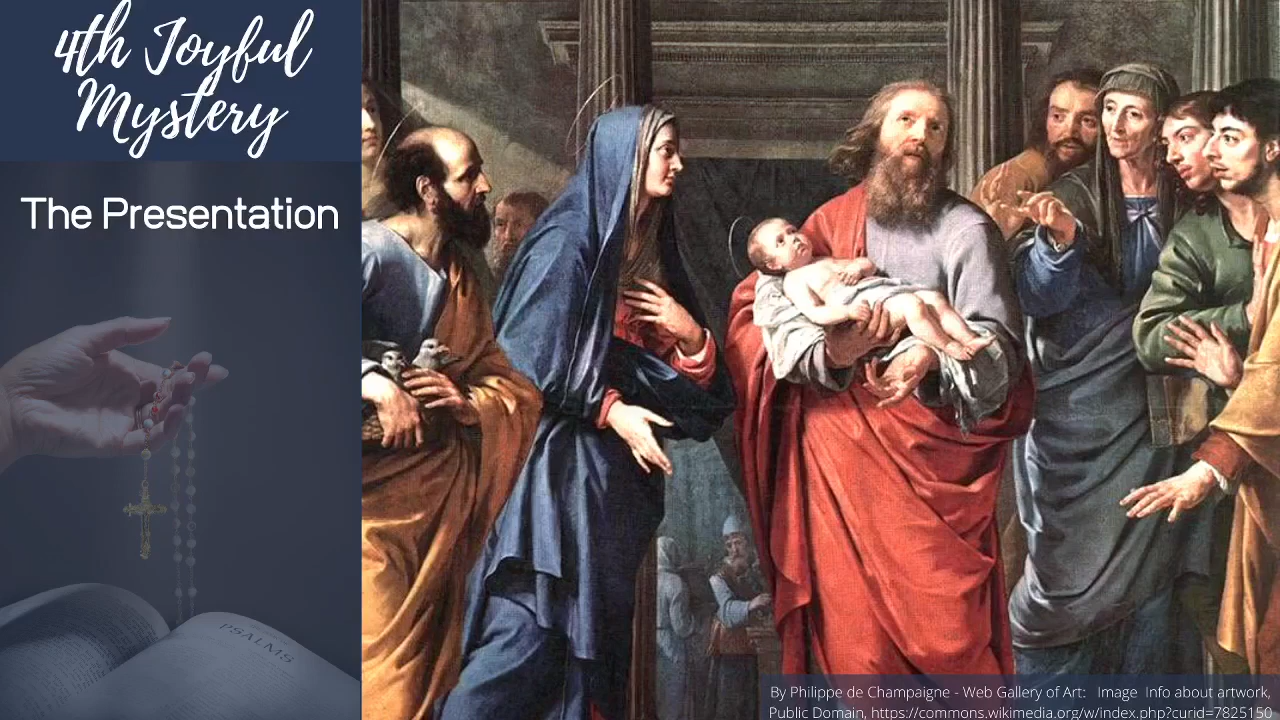 4th Joyful
Mystery
The Presentation
PSALMS
By Philippe de Champaigne - Web Gallery of Art: Image Info about artwork,
Public Domain, https://commons.wikimedia.org/w/index.php?curid=7825150